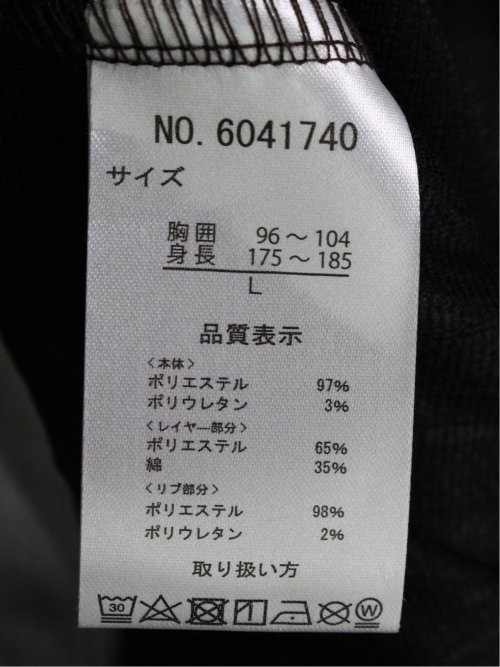 NO. 6041740
サイズ
胸囲 96～104
身長 175～185
L
品質表示
〈本体〉
ポリエステル 97%
ポリウレタン 3%
〈レイヤー部分〉
ポリエステル 65%
綿 35%
〈リブ部分〉
ポリエステル 98%
ポリウレタン 2%
取り扱い方
30 W